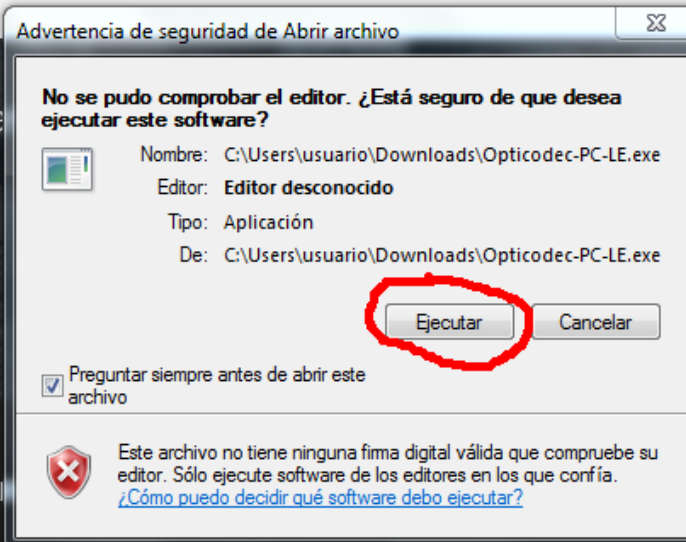 Advertencia de seguridad de Abrir archivo
No se pudo comprobar el editor. ¿Está seguro de que desea
ejecutar este software?
Nombre: C:\Users\usuario\Downloads\Opticodec-PC-LE.exe
Editor: Editor desconocido
Tipo: Aplicación
De: C:\Users\usuario\Downloads\Opticodec-PC-LE.exe
Ejecutar Cancelar
Preguntar siempre antes de abrir este
archivo
Este archivo no tiene ninguna firma digital válida que compruebe su
editor. Sólo ejecute software de los editores en los que confía.
¿Cómo puedo decidir qué software debo ejecutar?